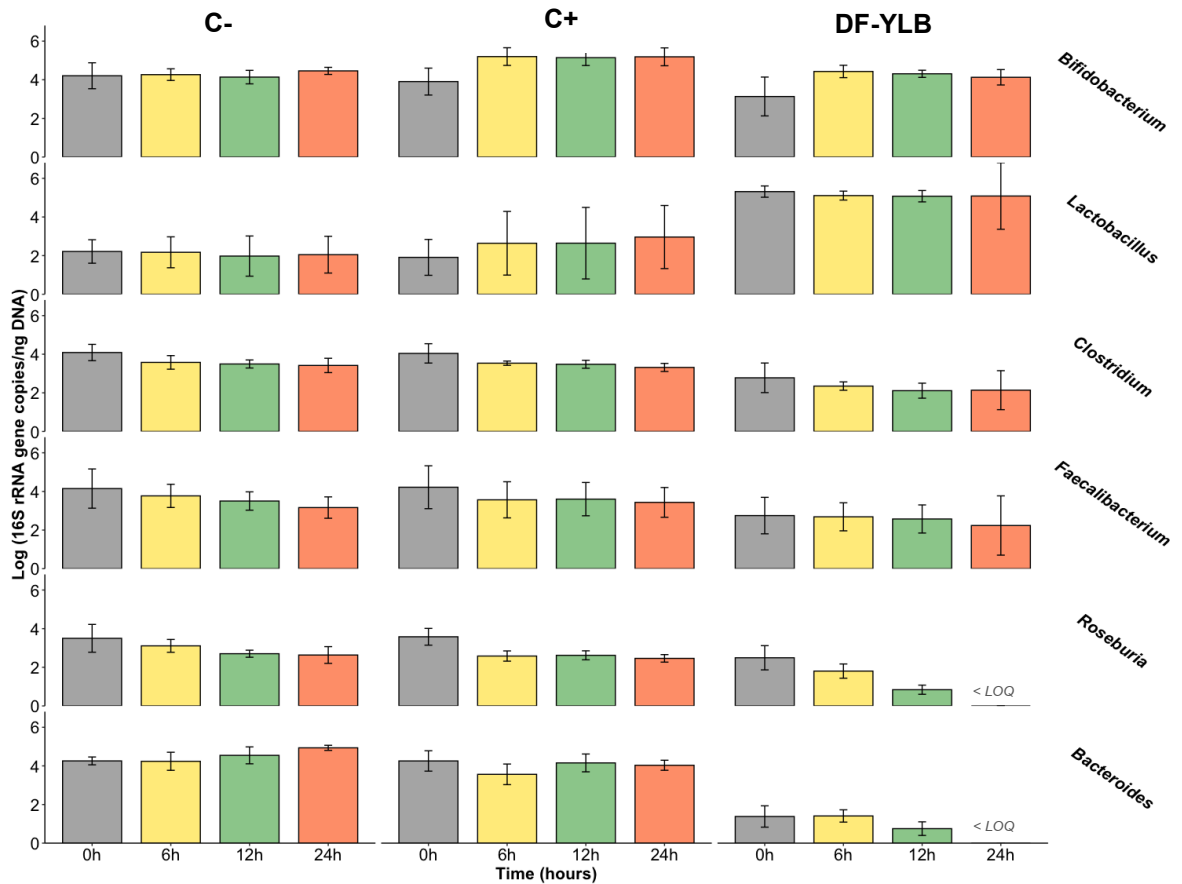 C-
C+
DF-YLB
Log (16S rRNA gene copies/ng DNA)
6
4
2
0
Bifidobacterium
6
4
2
0
Lactobacillus
6
4
2
0
Clostridium
6
4
2
0
Faecalibacterium
6
4
2
0
< LOQ
Roseburia
6
4
2
0
< LOQ
Bacteroides
0h 6h 12h 24h 0h 6h 12h 24h 0h 6h 12h 24h
Time (hours)